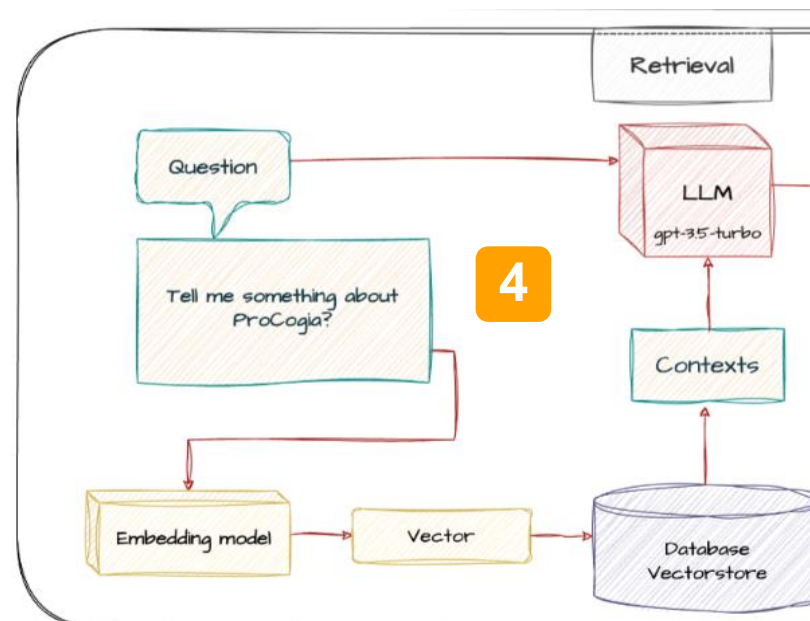 Retrieval
Question
LLM
gpt-3.5-turbo
Tell me something about
ProCogia?
4
Contexts
Embedding model
Vector
Database
Vectorstore